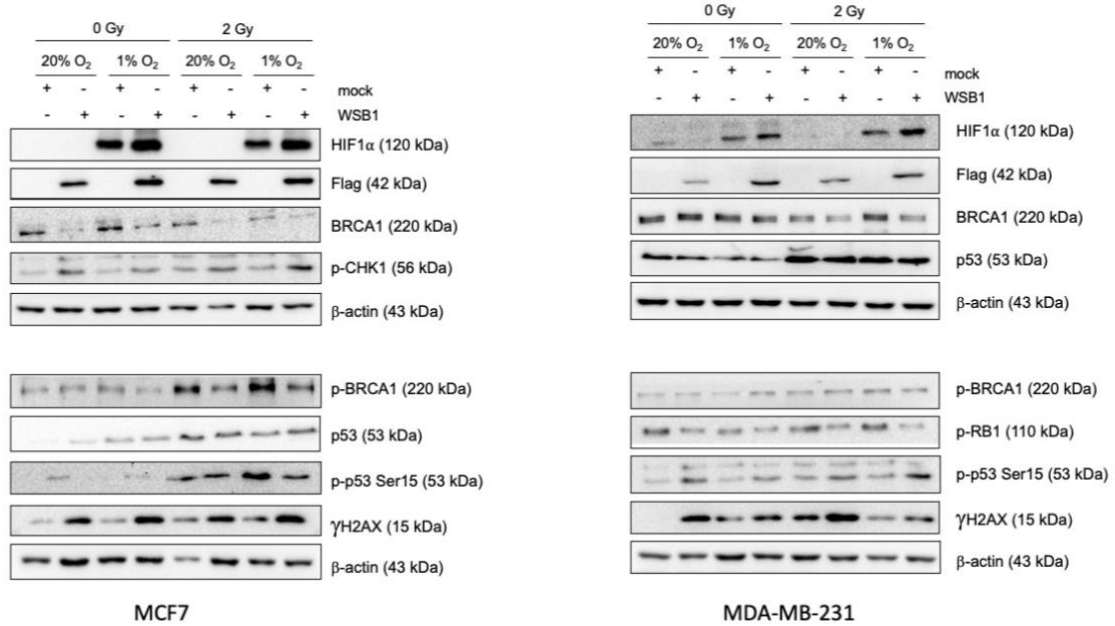 0 Gy 2 Gy
20% O2 1% O2 20% O2 1% O2
+ - + - + - + - mock
- + - + - + - + WSB1
HIF1α (120 kDa)
Flag (42 kDa)
BRCA1 (220 kDa)
p-CHK1 (56 kDa)
β-actin (43 kDa)
p-BRCA1 (220 kDa)
p53 (53 kDa)
p-p53 Ser15 (53 kDa)
γH2AX (15 kDa)
β-actin (43 kDa)
MCF7
0 Gy 2 Gy
20% O2 1% O2 20% O2 1% O2
+ - + - + - + - mock
- + - + - + - + WSB1
HIF1α (120 kDa)
Flag (42 kDa)
BRCA1 (220 kDa)
p53 (53 kDa)
β-actin (43 kDa)
p-BRCA1 (220 kDa)
p-RB1 (110 kDa)
p-p53 Ser15 (53 kDa)
γH2AX (15 kDa)
β-actin (43 kDa)
MDA-MB-231